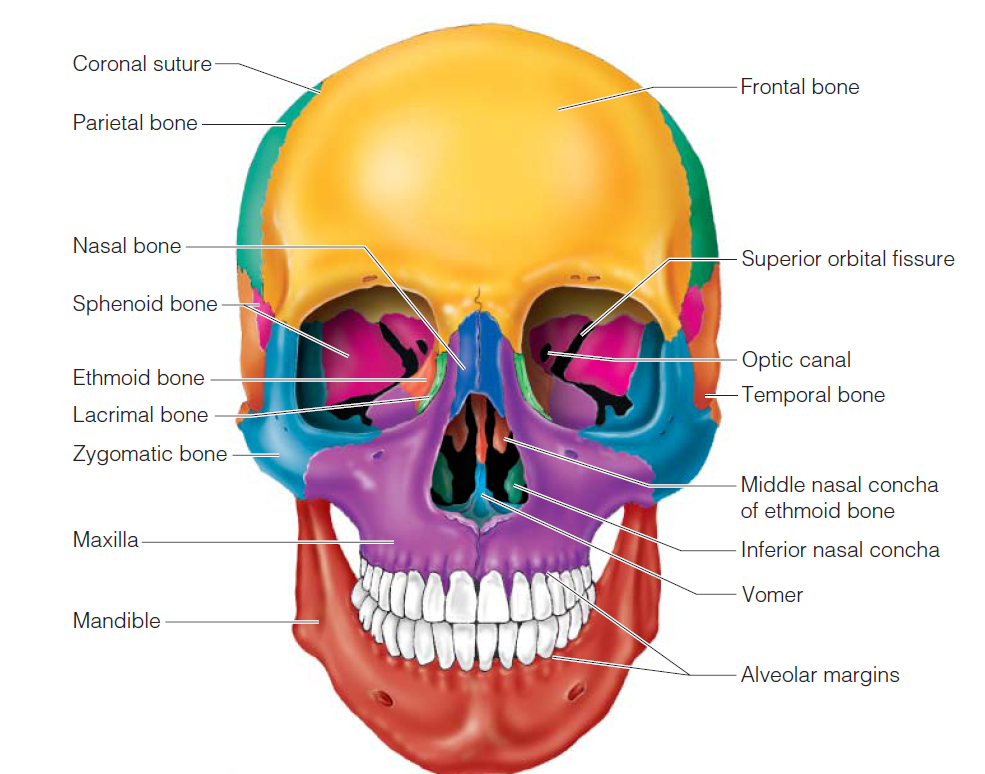 Coronal suture
Parietal bone
Nasal bone
Sphenoid bone
Ethmoid bone
Lacrimal bone
Zygomatic bone
Maxilla
Mandible
Frontal bone
Superior orbital fissure
Optic canal
Temporal bone
Middle nasal concha
of ethmoid bone
Inferior nasal concha
Vomer
Alveolar margins